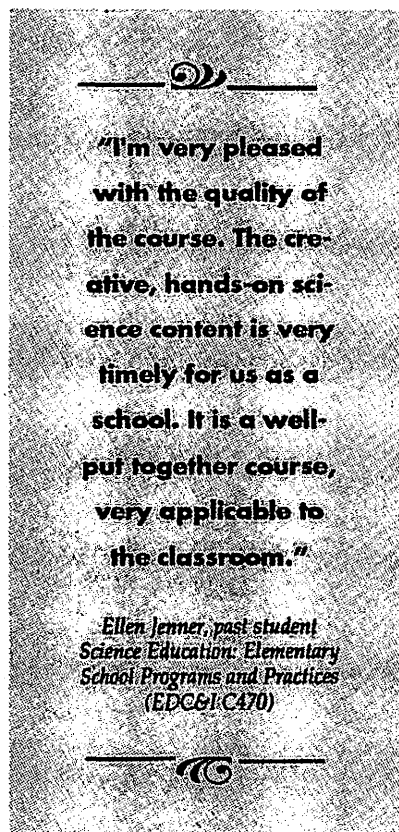 "I'm very pleased
with the quality of
the course. The cre-
ative, hands-on sci-
ence content is very
timely for us as a
school. It is a well-
put together course,
very applicable to
the classroom."
Ellen Jenner, past student
Science Education: Elementary
School Programs and Practices
(EDC&I C470)